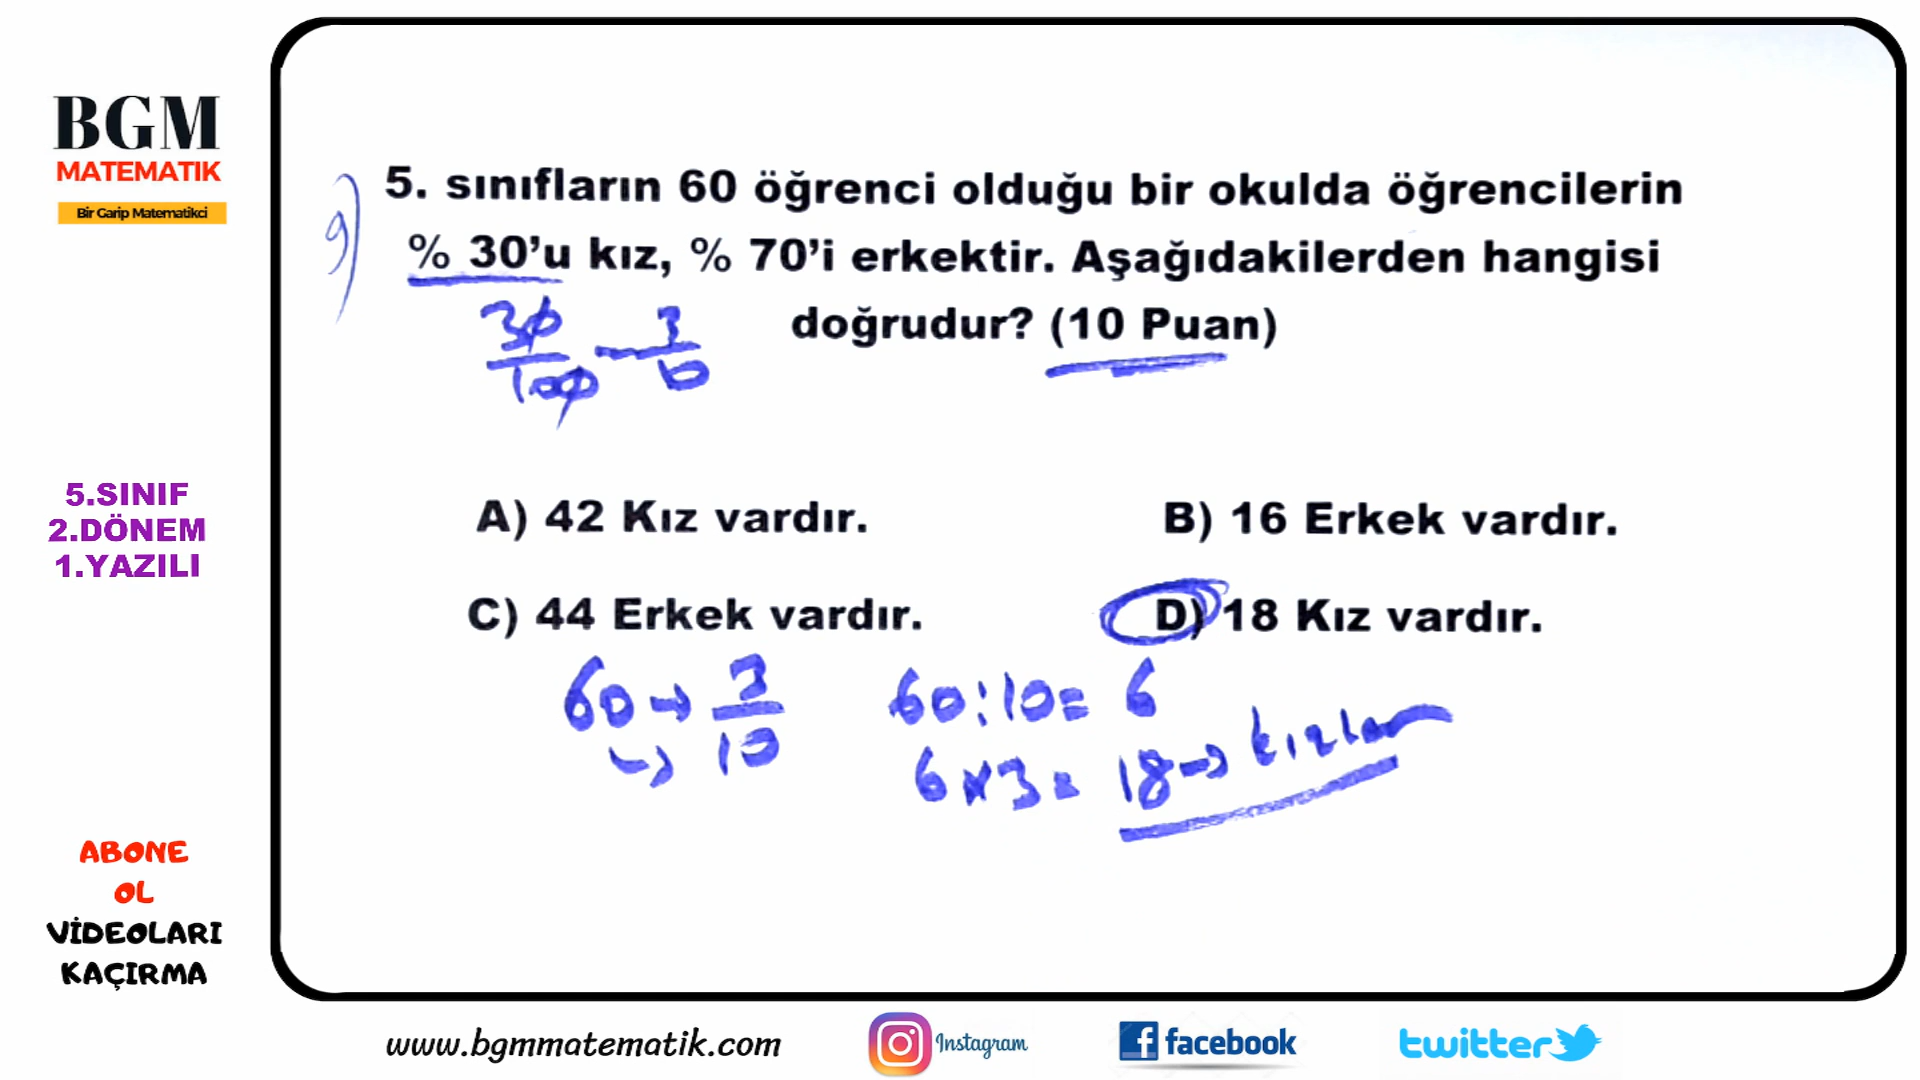 BGM
MATEMATIK
Bir Garip Matematikci
5.SINIF
2.DÖNEM
1.YAZILI
ABONE
OL
VİDEOLARI
KAÇIRMA
9)
5. sınıfların 60 öğrenci olduğu bir okulda öğrencilerin
% 30'u kız, % 70'i erkektir. Aşağıdakilerden hangisi
doğrudur? (10 Puan)
30/100 - 3/10
A) 42 Kız vardır.
B) 16 Erkek vardır.
C) 44 Erkek vardır.
D) 18 Kız vardır.
60 → 3/10
60:10= 6
6x3= 18 → kızlar
www.bgmmatematik.com
Instagram
facebook
twitter